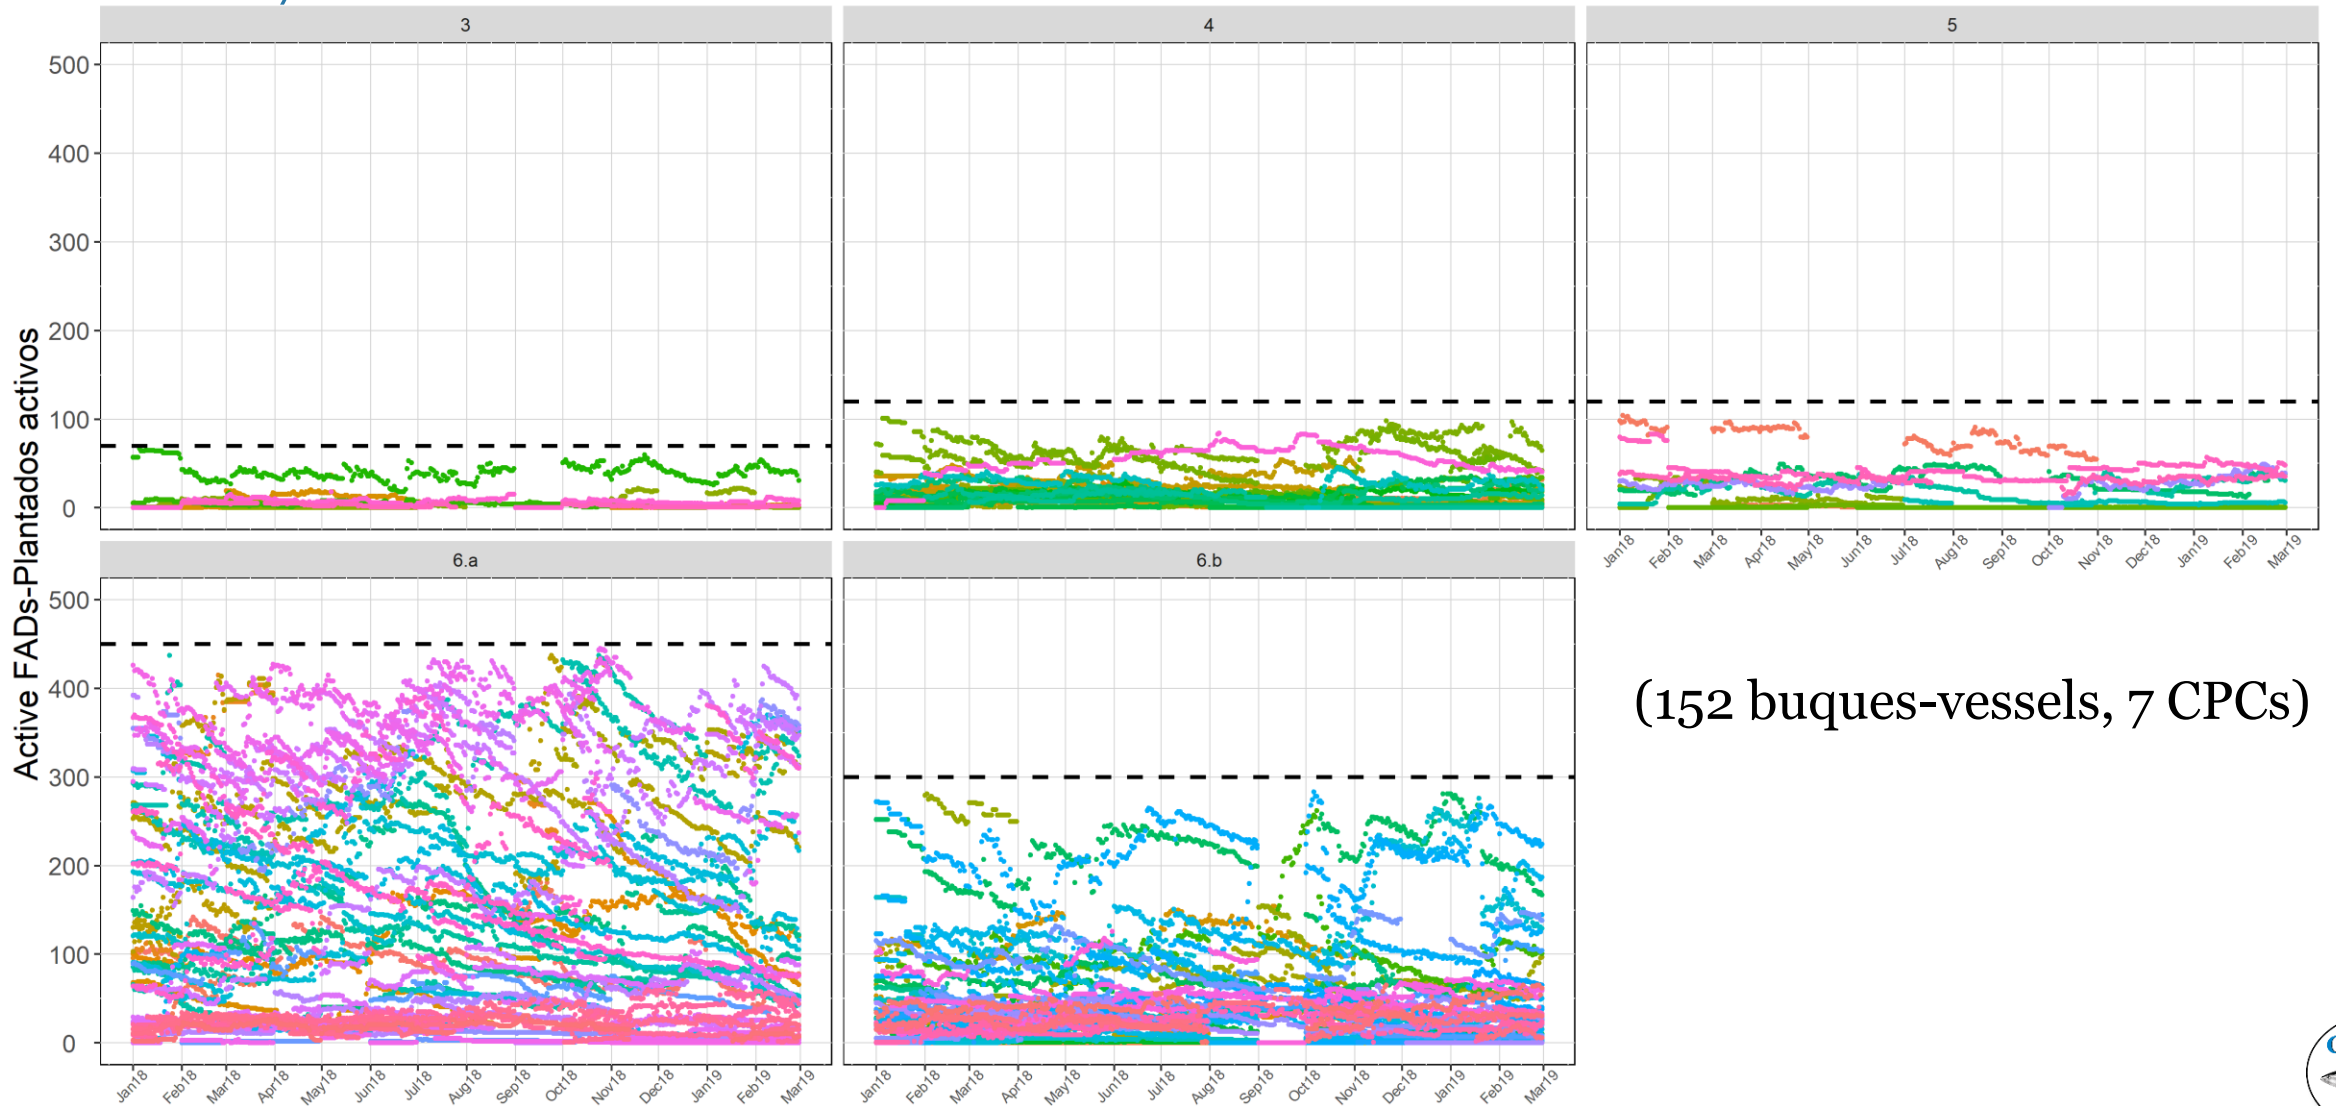 3
4
5
500
400
300
200
100
0
Jan18 Feb18 Mar18 Apr18 May18 Jun18 Jul18 Aug18 Sep18 Oct18 Nov18 Dec18 Jan19 Feb19 Mar19
Active FADs-Plantados activos
6.a
6.b
500
400
300
200
100
0
(152 buques-vessels, 7 CPCs)
Jan18 Feb18 Mar18 Apr18 May18 Jun18 Jul18 Aug18 Sep18 Oct18 Nov18 Dec18 Jan19 Feb19 Mar19
Jan18 Feb18 Mar18 Apr18 May18 Jun18 Jul18 Aug18 Sep18 Oct18 Nov18 Dec18 Jan19 Feb19 Mar19